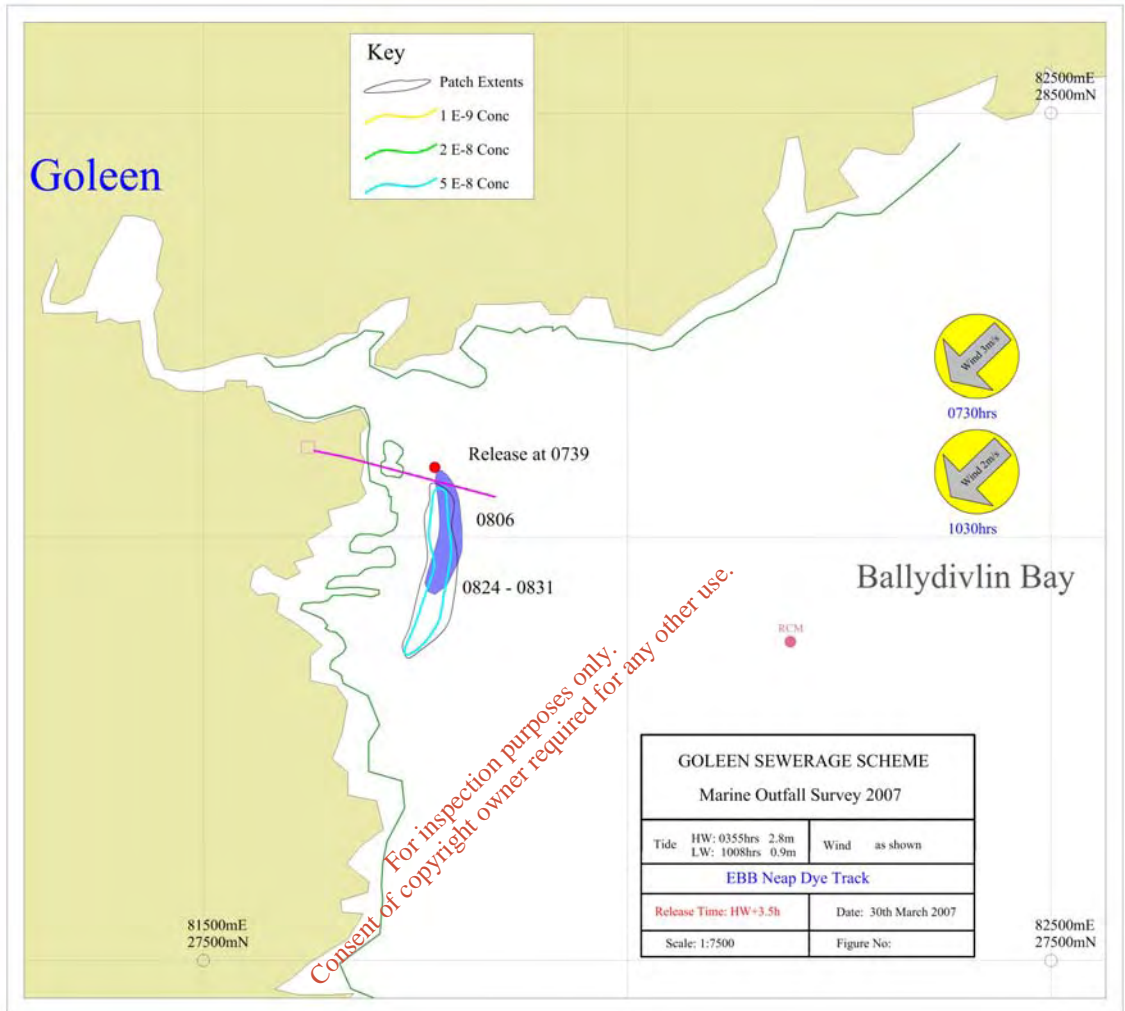 Key
Patch Extents
1 E-9 Conc
2 E-8 Conc
5 E-8 Conc
82500mE
28500mN
Goleen
Wind 3m/s
0730hrs
Release at 0739
Wind 2m/s
1030hrs
0806
0824 - 0831
Ballydivlin Bay
RCM
For inspection purposes only.
Consent of copyright owner required for any other use.
GOLEEN SEWERAGE SCHEME
Marine Outfall Survey 2007
Tide HW: 0355hrs 2.8m
LW: 1008hrs 0.9m
Wind as shown
EBB Neap Dye Track
Release Time: HW+3.5h
Date: 30th March 2007
Scale: 1:7500
Figure No:
81500mE
27500mN
82500mE
27500mN